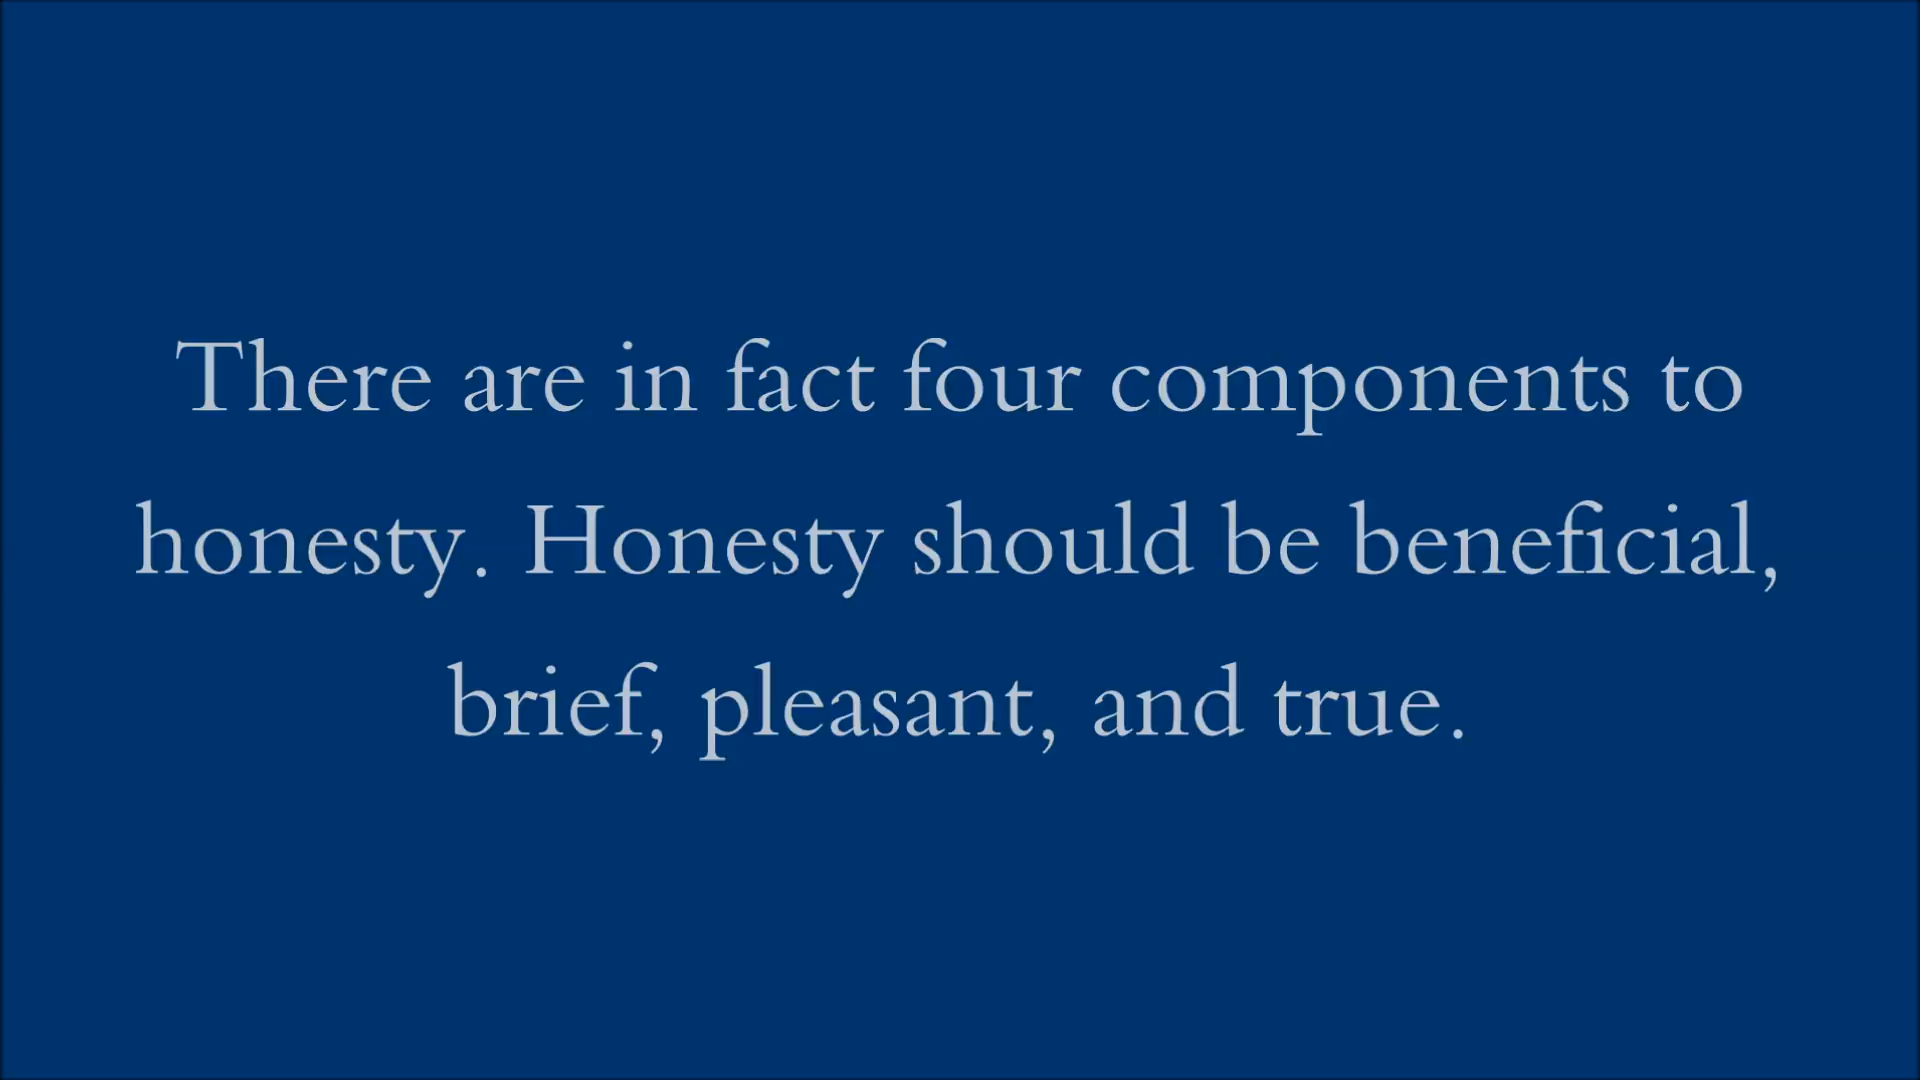 There are in fact four components to
honesty. Honesty should be beneficial,
brief, pleasant, and true.